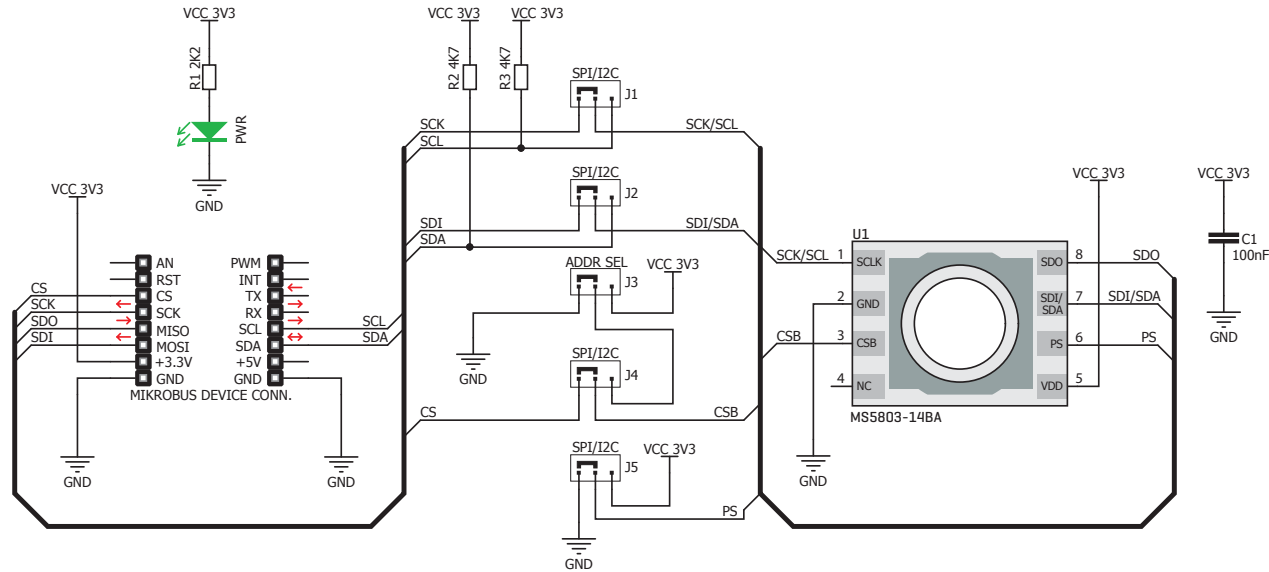 VCC 3V3
R1 2K2
PWR
GND
VCC 3V3
VCC 3V3
R2 4K7
R3 4K7
SPI/I2C
J1
SCK
SCL
SCK/SCL
SPI/I2C
J2
SDI
SDA
SDI/SDA
ADDR SEL
J3
VCC 3V3
GND
SPI/I2C
J4
CS
CSB
SPI/I2C
J5
VCC 3V3
PS
GND
VCC 3V3
AN
RST
CS
SCK
MISO
MOSI
+3.3V
GND
PWM
INT
TX
RX
SCL
SDA
+5V
GND
CS
SCK
SDO
SDI
SCL
SDA
MIKROBUS DEVICE CONN.
GND
GND
U1
SCK/SCL 1 SCLK
2 GND
CSB 3 CSB
4 NC
SDO 8 SDO
SDI/
SDA 7 SDI/SDA
PS 6 PS
VDD 5
MS5803-14BA
GND
VCC 3V3
VCC 3V3
C1
100nF
GND